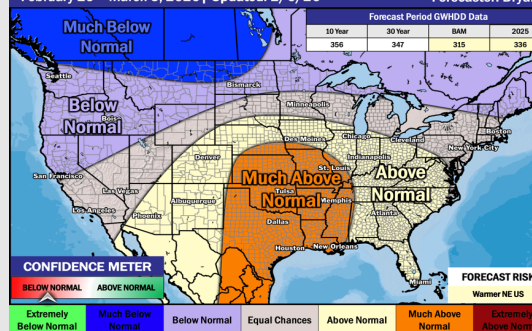 Forecast Period GWHDD Data
10 Year 30 Year BAM 2025
356 347 315 336
Much Below
Normal
Seattle
Bismarck
Minneapolis
Below
Normal
Boston
New York City
Des Moines
Chicago
Cleveland
Denver
Indianapolis
San Francisco
St. Louis
Much Above
Normal
Above
Normal
Las Vegas
Tulsa
Memphis
Los Angeles
Albuquerque
Phoenix
Atlanta
Dallas
Houston
New Orleans
Miami
CONFIDENCE METER
BELOW NORMAL ABOVE NORMAL
FORECAST RISK
Warmer NE US
Extremely
Below Normal
Much Below
Normal
Below Normal
Equal Chances
Above Normal
Much Above
Normal